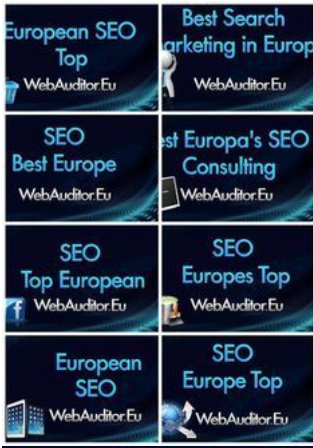 European SEO
Top
WebAuditor.Eu
Best Search
arketing in Europ
WebAuditor.Eu
SEO
Best Europe
WebAuditor.Eu
st Europa's SEO
Consulting
WebAuditor.Eu
SEO
Top European
WebAuditor.Eu
SEO
Europes Top
WebAuditor.Eu
European
SEO
WebAuditor.Eu
SEO
Europe Top
WebAuditor.Eu